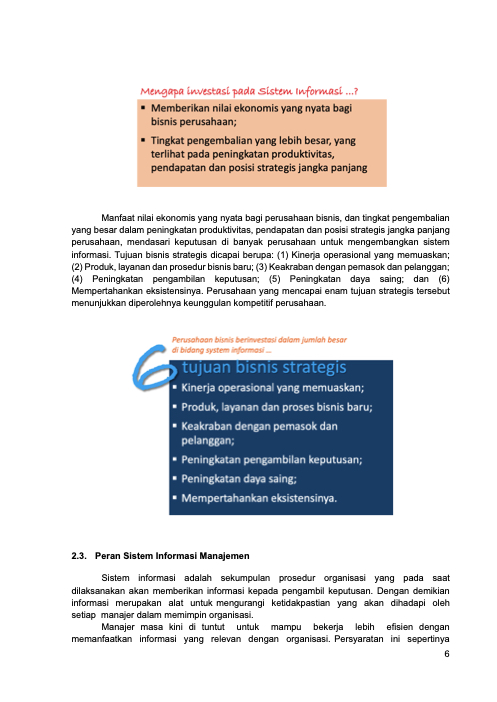 Mengapa investasi pada Sistem Informasi ...?
▪ Memberikan nilai ekonomis yang nyata bagi
bisnis perusahaan;
▪ Tingkat pengembalian yang lebih besar, yang
terlihat pada peningkatan produktivitas,
pendapatan dan posisi strategis jangka panjang
Manfaat nilai ekonomis yang nyata bagi perusahaan bisnis, dan tingkat pengembalian
yang besar dalam peningkatan produktivitas, pendapatan dan posisi strategis jangka panjang
perusahaan, mendasari keputusan di banyak perusahaan untuk mengembangkan sistem
informasi. Tujuan bisnis strategis dicapai berupa: (1) Kinerja operasional yang memuaskan;
(2) Produk, layanan dan prosedur bisnis baru; (3) Keakraban dengan pemasok dan pelanggan;
(4) Peningkatan pengambilan keputusan; (5) Peningkatan daya saing; dan (6)
Mempertahankan eksistensinya. Perusahaan yang mencapai enam tujuan strategis tersebut
menunjukkan diperolehnya keunggulan kompetitif perusahaan.
Perusahaan bisnis berinvestasi dalam jumlah besar
di bidang system informasi ...
6 tujuan bisnis strategis
▪ Kinerja operasional yang memuaskan;
▪ Produk, layanan dan proses bisnis baru;
▪ Keakraban dengan pemasok dan
pelanggan;
▪ Peningkatan pengambilan keputusan;
▪ Peningkatan daya saing;
▪ Mempertahankan eksistensinya.
2.3. Peran Sistem Informasi Manajemen
Sistem informasi adalah sekumpulan prosedur organisasi yang pada saat
dilaksanakan akan memberikan informasi kepada pengambil keputusan. Dengan demikian
informasi merupakan alat untuk mengurangi ketidakpastian yang akan dihadapi oleh
setiap manajer dalam memimpin organisasi.
Manajer masa kini di tuntut untuk mampu bekerja lebih efisien dengan
memanfaatkan informasi yang relevan dengan organisasi. Persyaratan ini sepertinya
6